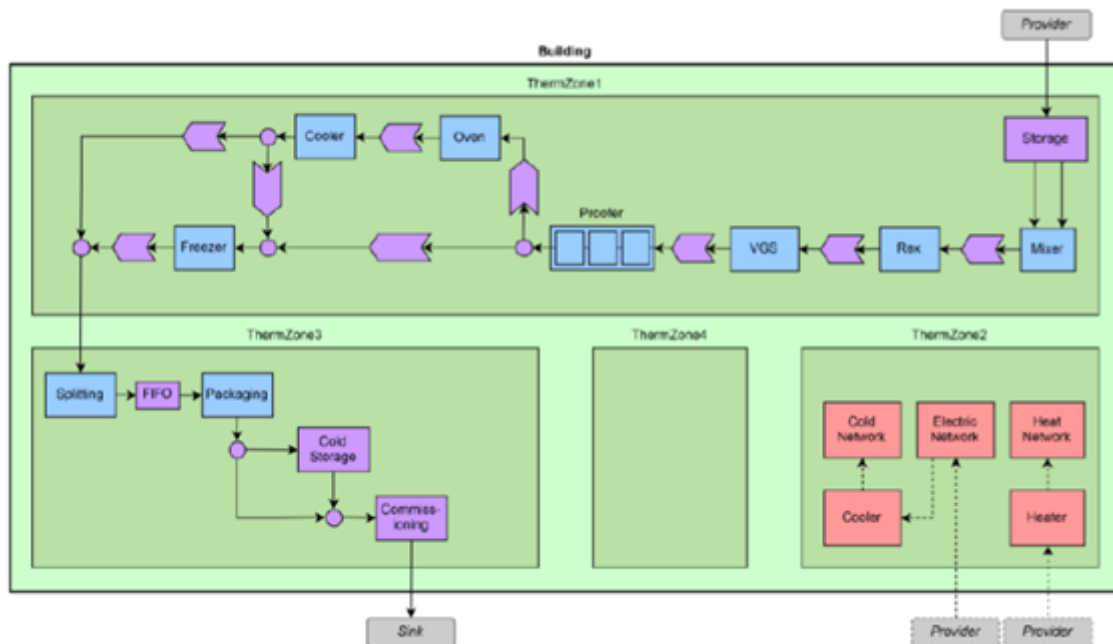 Provider
Building
ThermZone1
Cooler
Oven
Storage
Proofer
Freezer
VGS
Rex
Mixer
ThermZone3
ThermZone4
ThermZone2
Splitting
FIFO
Packaging
Cold
Storage
Commiss-
ioning
Cold
Network
Electric
Network
Heat
Network
Cooler
Heater
Sink
Provider
Provider